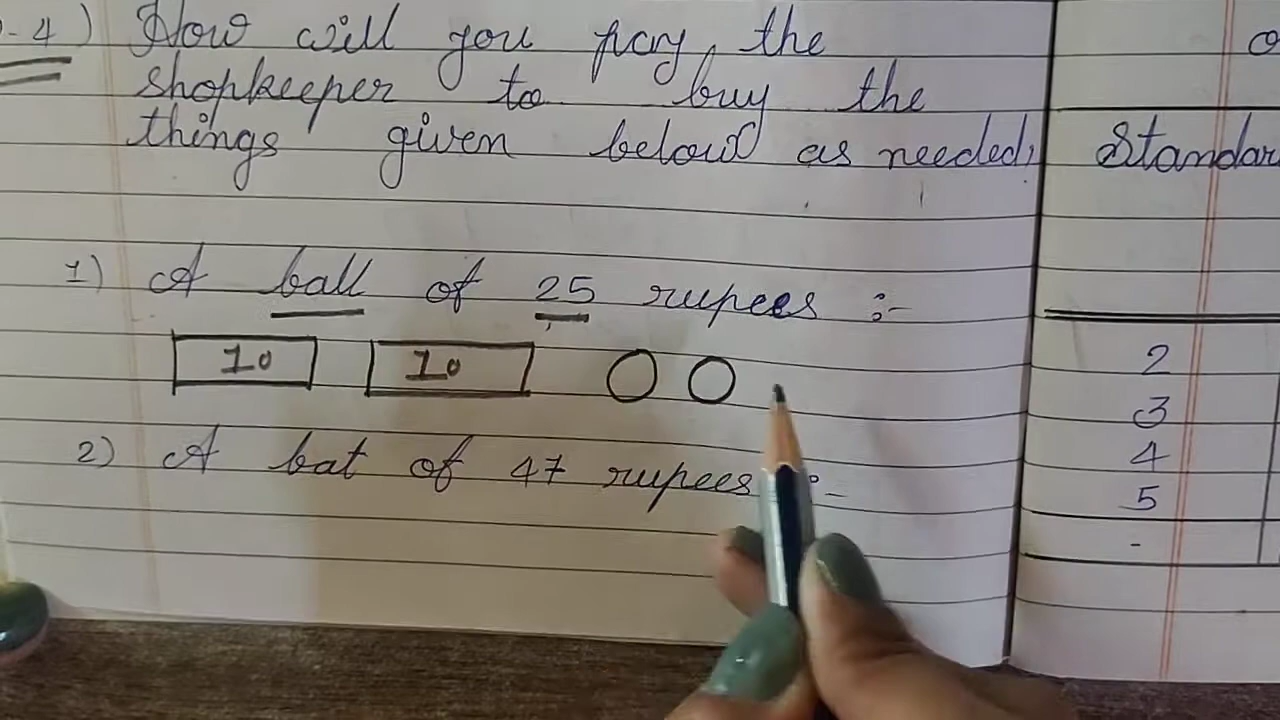 -4) How will you pay, the
shopkeeper to buy the
things given below as needed,
1) A ball of 25 rupees :-
10 10
2) A bat of 47 rupees :-
Standar
2
3
4
5
-